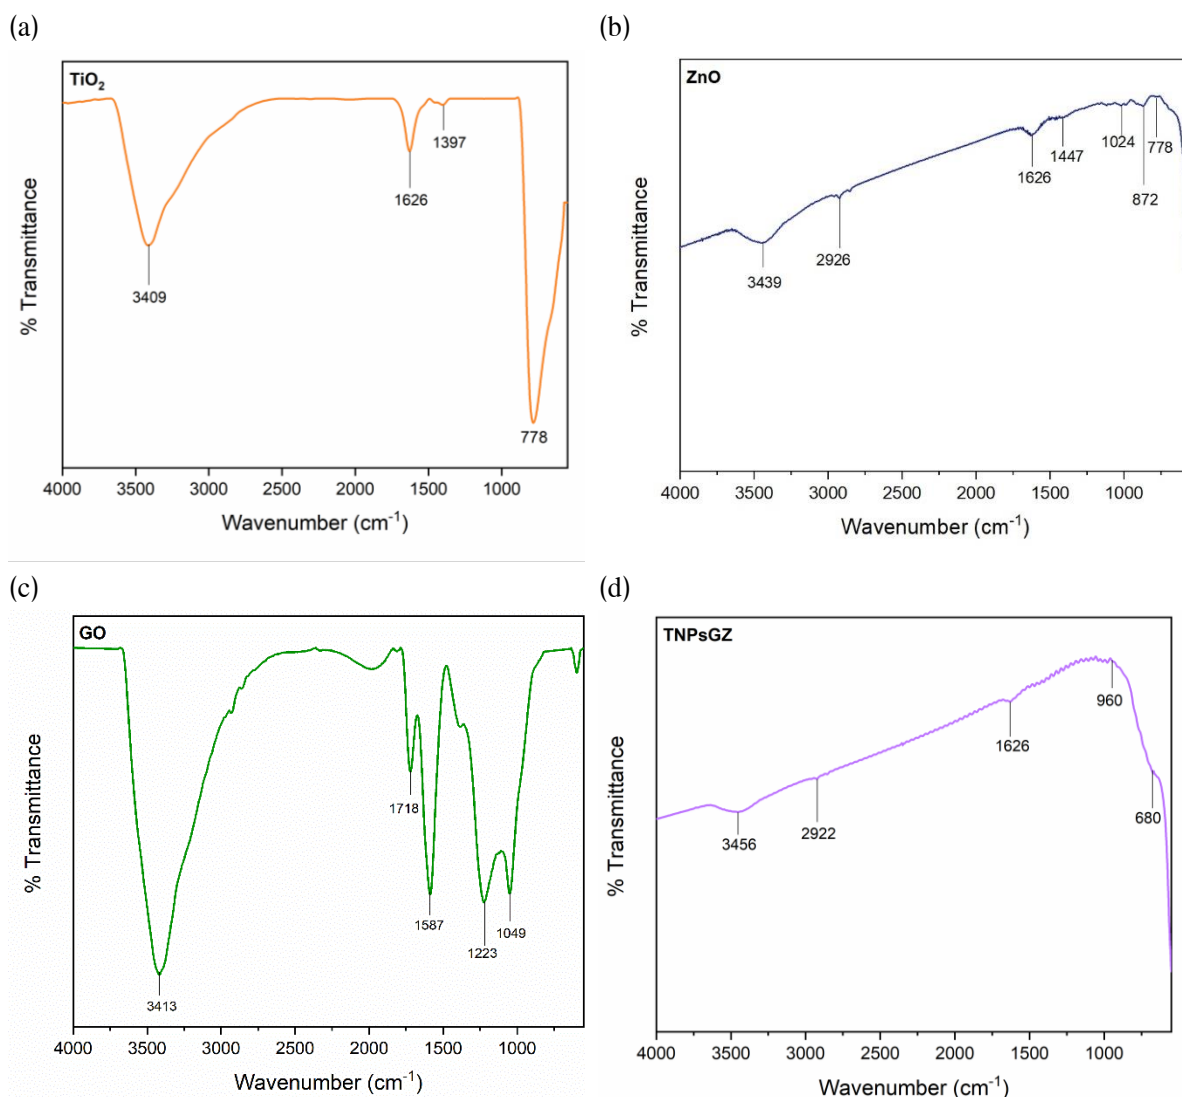 (a)
TiO₂
% Transmittance
3409
1626
1397
778
4000 3500 3000 2500 2000 1500 1000
Wavenumber (cm⁻¹)
(b)
ZnO
% Transmittance
3439
2926
1626
1447
1024
872
778
4000 3500 3000 2500 2000 1500 1000
Wavenumber (cm⁻¹)
(c)
GO
% Transmittance
3413
1718
1587
1223
1049
4000 3500 3000 2500 2000 1500 1000
Wavenumber (cm⁻¹)
(d)
TNPsGZ
% Transmittance
3456
2922
1626
960
680
4000 3500 3000 2500 2000 1500 1000
Wavenumber (cm⁻¹)